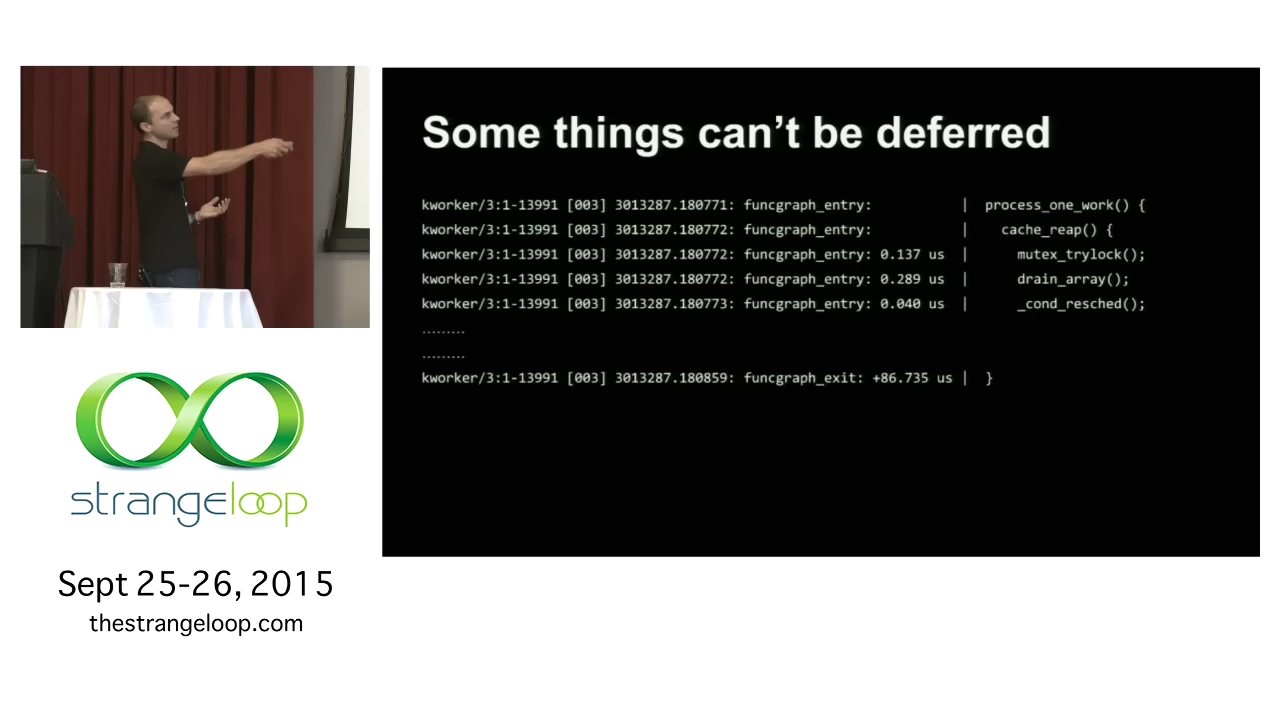 Some things can’t be deferred
kworker/3:1-13991 [003] 3013287.180771: funcgraph_entry: | process_one_work() {
kworker/3:1-13991 [003] 3013287.180772: funcgraph_entry: | cache_reap() {
kworker/3:1-13991 [003] 3013287.180772: funcgraph_entry: 0.137 us | mutex_trylock();
kworker/3:1-13991 [003] 3013287.180772: funcgraph_entry: 0.289 us | drain_array();
kworker/3:1-13991 [003] 3013287.180773: funcgraph_entry: 0.040 us | _cond_resched();
.........
.........
kworker/3:1-13991 [003] 3013287.180859: funcgraph_exit: +86.735 us | }
strangeloop
Sept 25-26, 2015
thestrangeloop.com